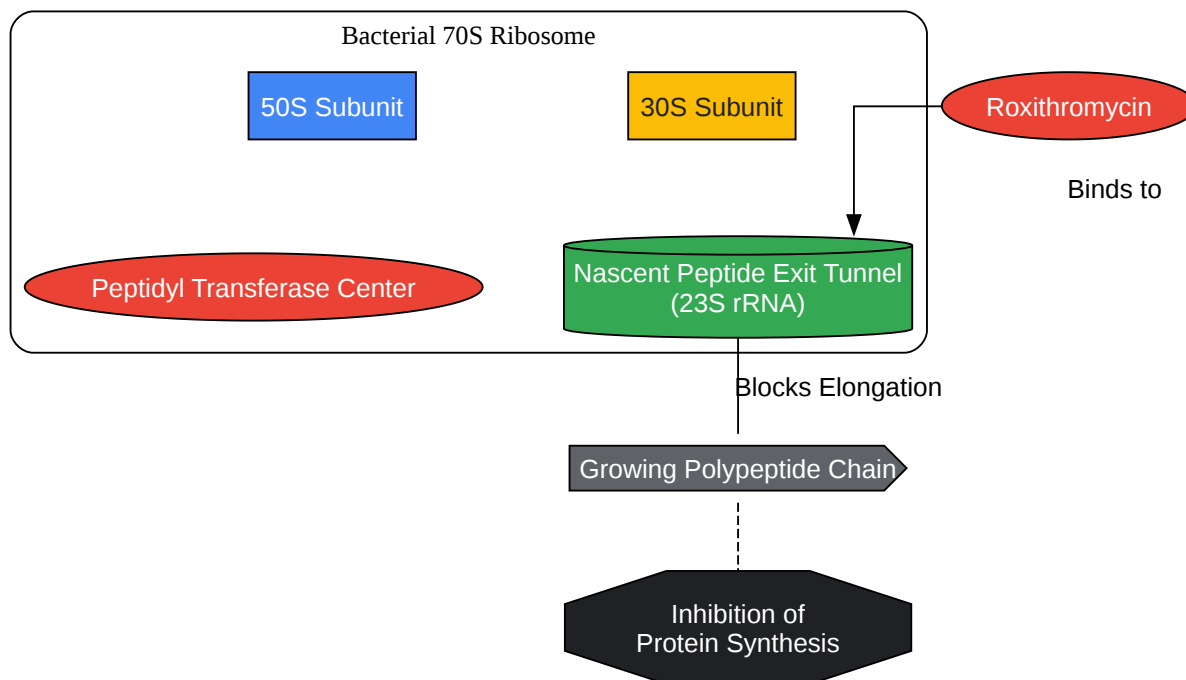 Bacterial 70S Ribosome
50S Subunit
30S Subunit
Roxithromycin
Binds to
Peptidyl Transferase Center
Nascent Peptide Exit Tunnel
(23S rRNA)
Blocks Elongation
Growing Polypeptide Chain
Inhibition of
Protein Synthesis